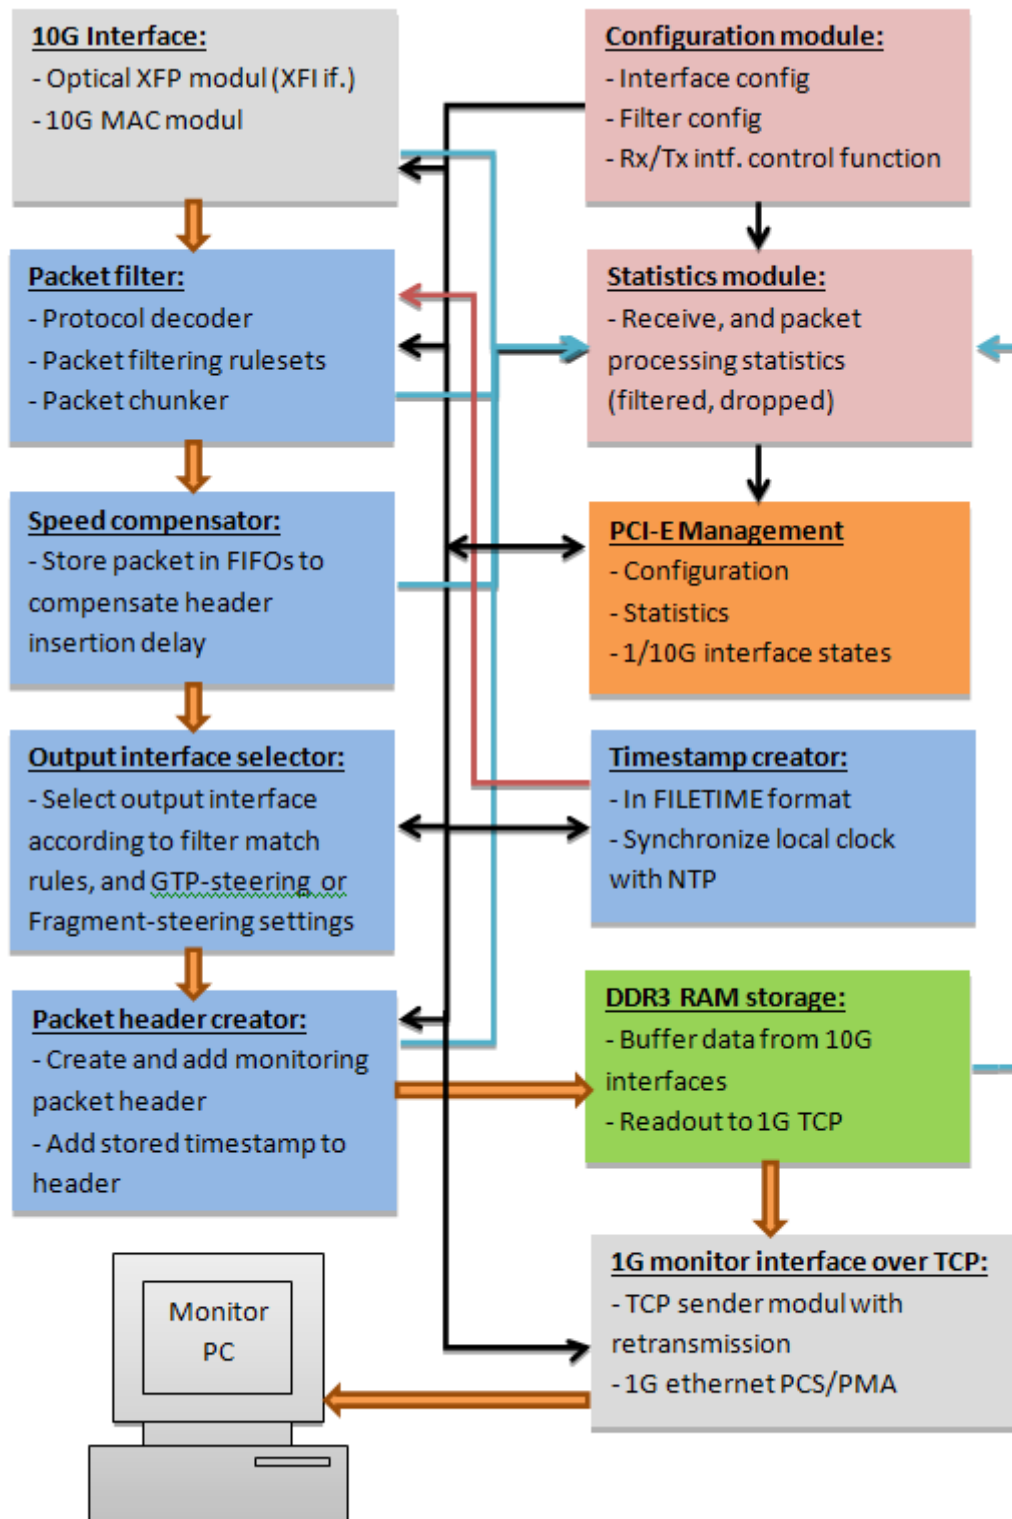 10G Interface:
- Optical XFP modul (XFI if.)
- 10G MAC modul
Packet filter:
- Protocol decoder
- Packet filtering rulesets
- Packet chunker
Speed compensator:
- Store packet in FIFOs to
compensate header
insertion delay
Output interface selector:
- Select output interface
according to filter match
rules, and GTP-steering or
Fragment-steering settings
Packet header creator:
- Create and add monitoring
packet header
- Add stored timestamp to
header
Monitor
PC
Configuration module:
- Interface config
- Filter config
- Rx/Tx intf. control function
Statistics module:
- Receive, and packet
processing statistics
(filtered, dropped)
PCI-E Management
- Configuration
- Statistics
- 1/10G interface states
Timestamp creator:
- In FILETIME format
- Synchronize local clock
with NTP
DDR3 RAM storage:
- Buffer data from 10G
interfaces
- Readout to 1G TCP
1G monitor interface over TCP:
- TCP sender modul with
retransmission
- 1G ethernet PCS/PMA